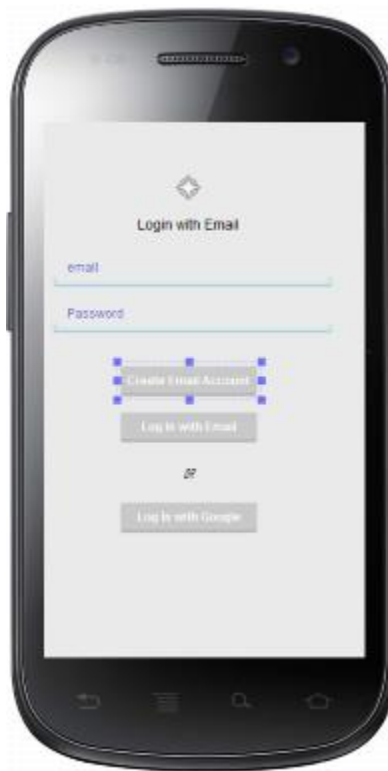 Login with Email
email
Password
Create Email Account
Log In with Email
or
Log In with Google